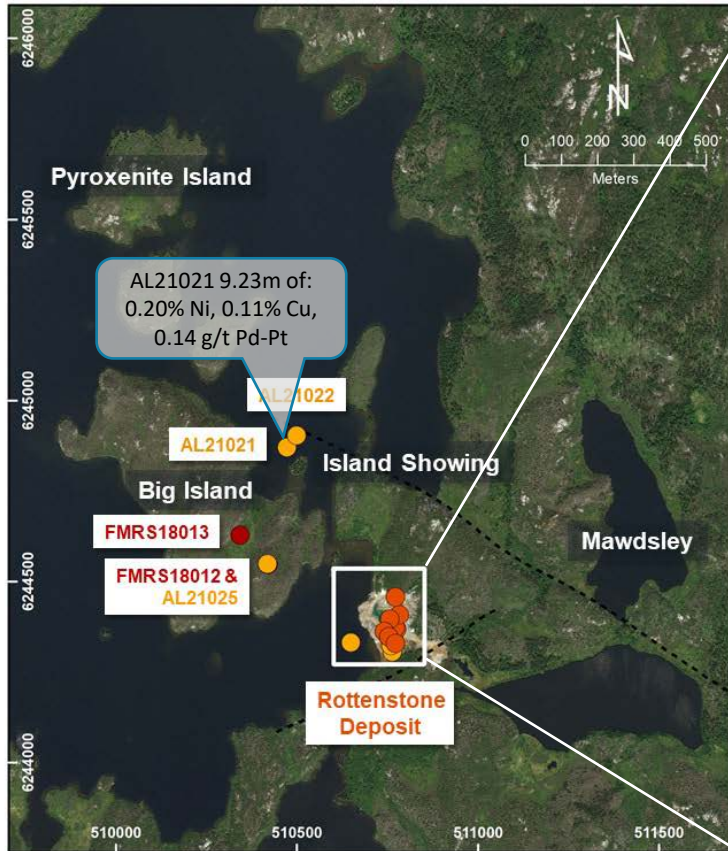 6246000
N
0 100 200 300 400 500
Meters
Pyroxenite Island
6245500
AL21021 9.23m of:
0.20% Ni, 0.11% Cu,
0.14 g/t Pd-Pt
6245000
AL21022
AL21021
Island Showing
Big Island
FMRS18013
Mawdsley
6244500
FMRS18012 &
AL21025
Rottenstone
Deposit
6244000
510000 510500 511000 511500